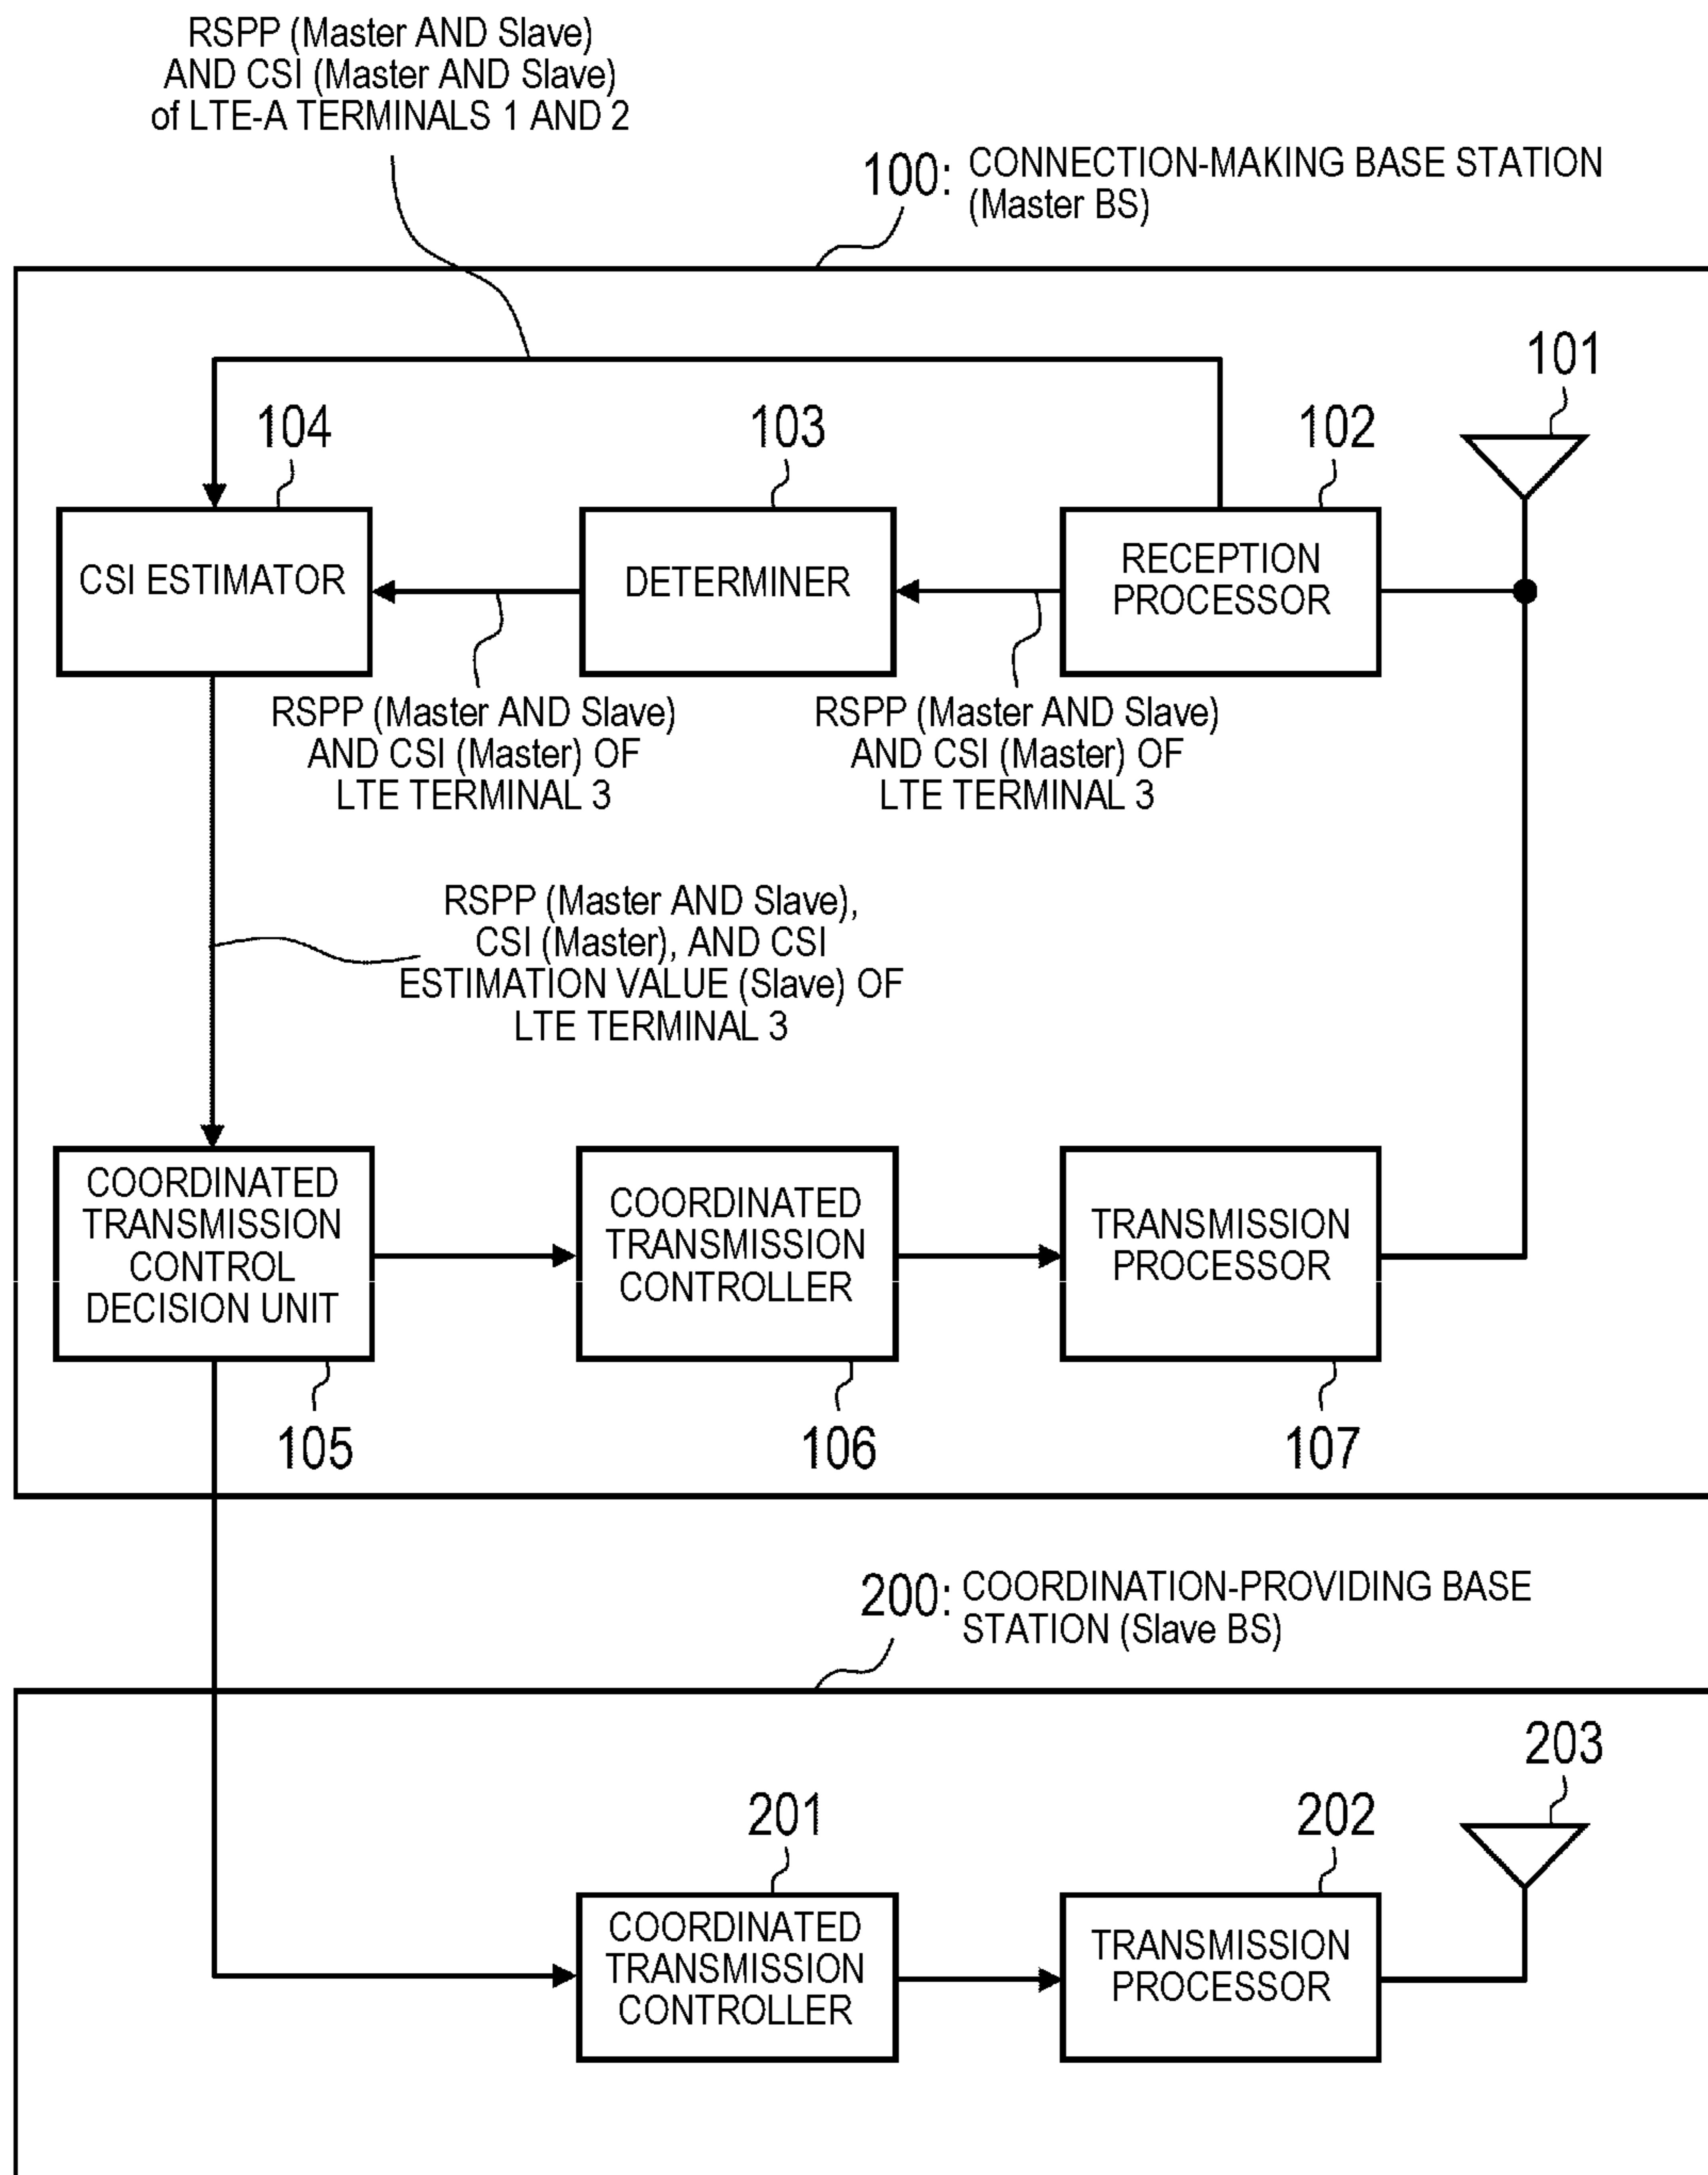 RSPP (Master AND Slave)
AND CSI (Master AND Slave)
of LTE-A TERMINALS 1 AND 2
100: CONNECTION-MAKING BASE STATION
(Master BS)
101
104
103
102
CSI ESTIMATOR
DETERMINER
RECEPTION
PROCESSOR
RSPP (Master AND Slave)
AND CSI (Master) OF
LTE TERMINAL 3
RSPP (Master AND Slave)
AND CSI (Master) OF
LTE TERMINAL 3
RSPP (Master AND Slave),
CSI (Master), AND CSI
ESTIMATION VALUE (Slave) OF
LTE TERMINAL 3
COORDINATED
TRANSMISSION
CONTROL
DECISION UNIT
COORDINATED
TRANSMISSION
CONTROLLER
TRANSMISSION
PROCESSOR
105
106
107
200: COORDINATION-PROVIDING BASE
STATION (Slave BS)
203
201
202
COORDINATED
TRANSMISSION
CONTROLLER
TRANSMISSION
PROCESSOR